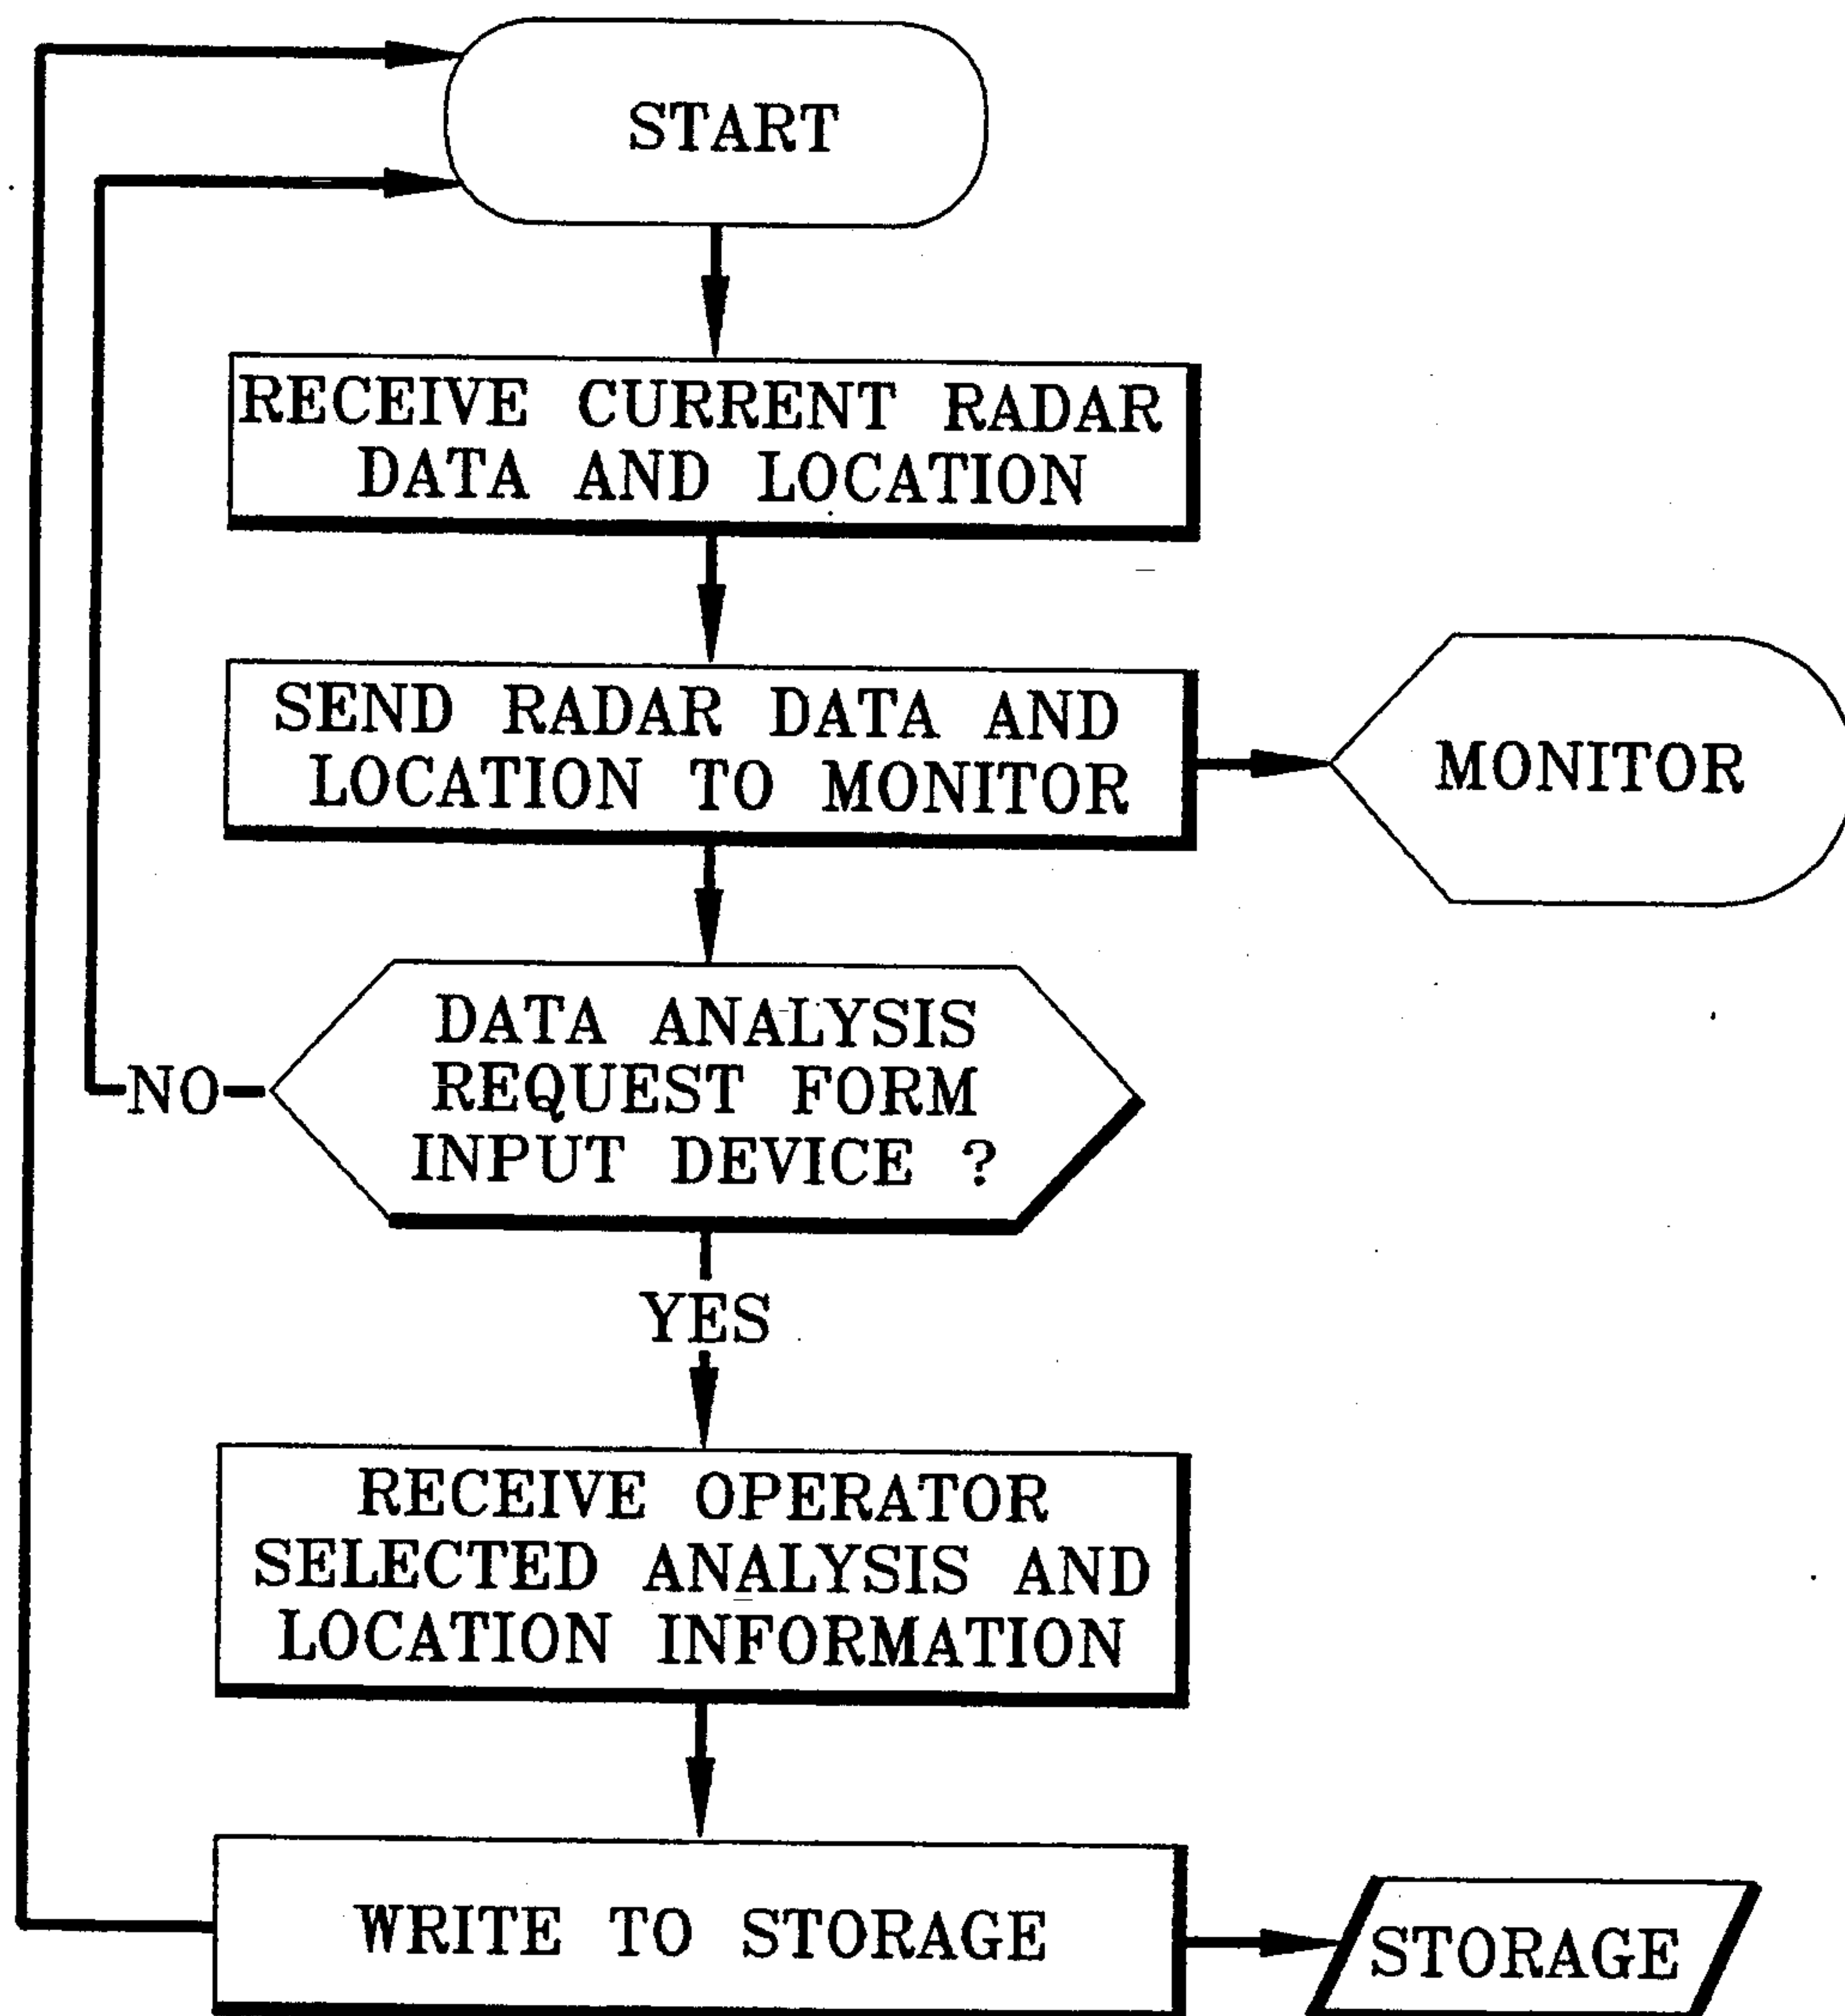 START
RECEIVE CURRENT RADAR
DATA AND LOCATION
SEND RADAR DATA AND
LOCATION TO MONITOR
MONITOR
DATA ANALYSIS
REQUEST FORM
INPUT DEVICE ?
NO
YES
RECEIVE OPERATOR
SELECTED ANALYSIS AND
LOCATION INFORMATION
WRITE TO STORAGE
STORAGE